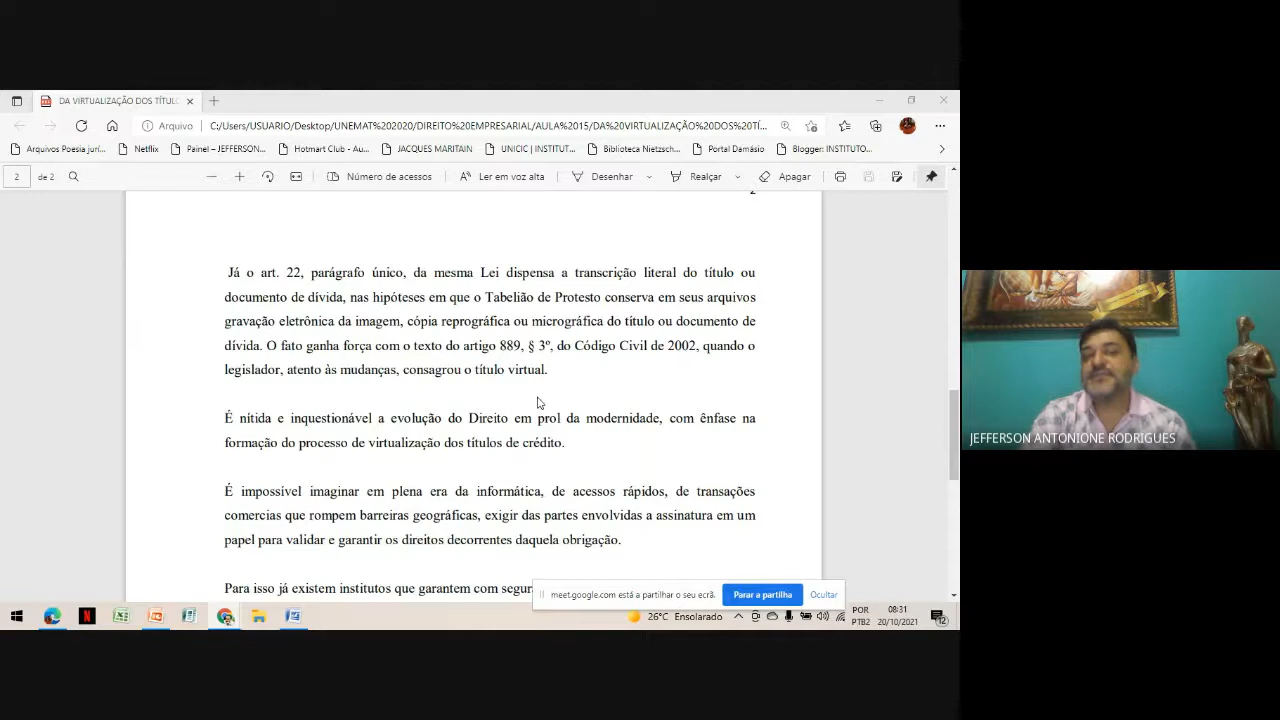 DA VIRTUALIZAÇÃO DOS TÍTUL
Arquivo C:/Users/USUARIO/Desktop/UNEMAT%202020/DIREITO%20EMPRESARIAL/AULA%2015/DA%20VIRTUALIZAÇÃO%20DOS%20TÍ...
Arquivos Poesia jurí... Netflix Painel – JEFFERSON... Hotmart Club - Au... JACQUES MARITAIN UNICIC | INSTITUT... Biblioteca Nietzsch... Portal Damásio Blogger: INSTITUTO...
2 de 2 Número de acessos Ler em voz alta Desenhar Realçar Apagar
Já o art. 22, parágrafo único, da mesma Lei dispensa a transcrição literal do título ou
documento de dívida, nas hipóteses em que o Tabelião de Protesto conserva em seus arquivos
gravação eletrônica da imagem, cópia reprográfica ou micrográfica do título ou documento de
dívida. O fato ganha força com o texto do artigo 889, § 3º, do Código Civil de 2002, quando o
legislador, atento às mudanças, consagrou o título virtual.
É nítida e inquestionável a evolução do Direito em prol da modernidade, com ênfase na
formação do processo de virtualização dos títulos de crédito.
É impossível imaginar em plena era da informática, de acessos rápidos, de transações
comercias que rompem barreiras geográficas, exigir das partes envolvidas a assinatura em um
papel para validar e garantir os direitos decorrentes daquela obrigação.
Para isso já existem institutos que garantem com segur
meet.google.com está a partilhar o seu ecrã. Parar a partilha Ocultar
26°C Ensolarado
POR 08:31
PTB2 20/10/2021 12
JEFFERSON ANTONIONE RODRIGUES